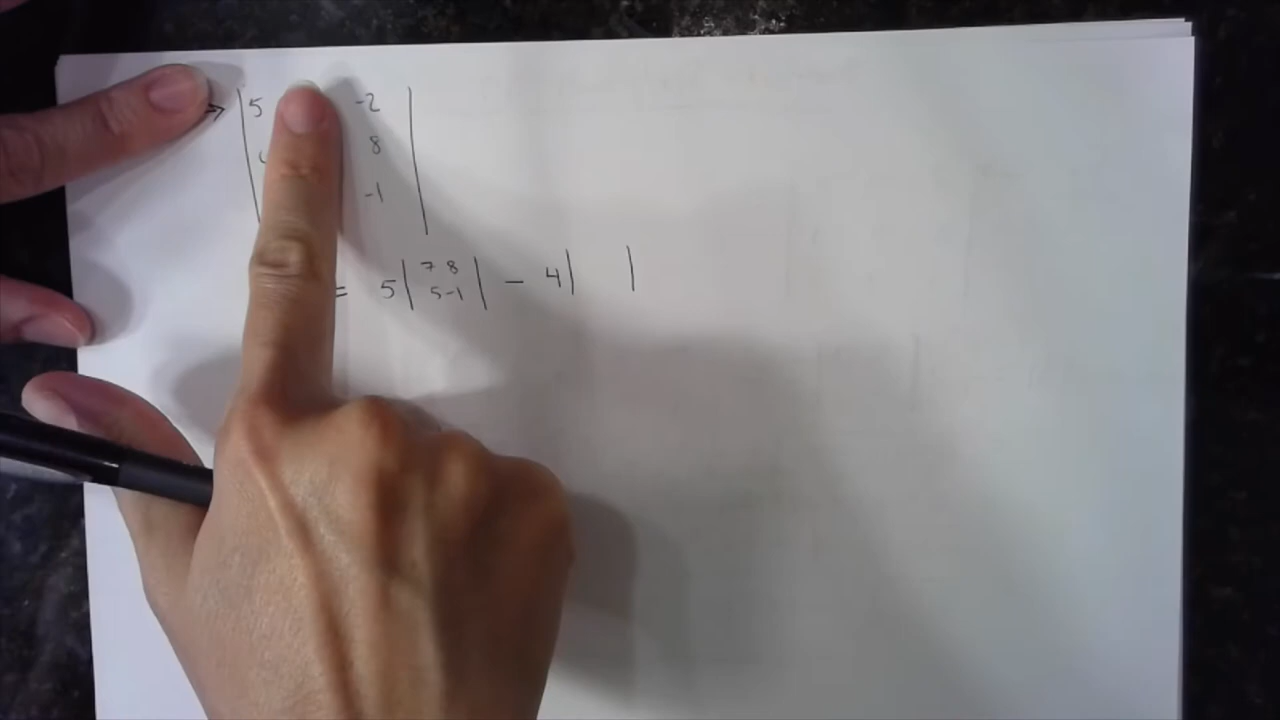 → | 5 -2 |
8
-1
= 5 | 7 8 | - 4 | |
5 -1